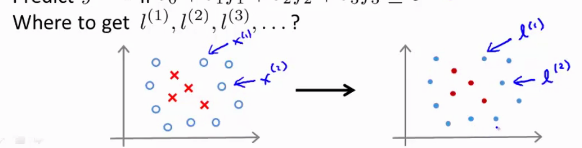 Where to get l⁽¹⁾, l⁽²⁾, l⁽³⁾, . . . ?
x⁽¹⁾
x⁽²⁾
l⁽¹⁾
l⁽²⁾